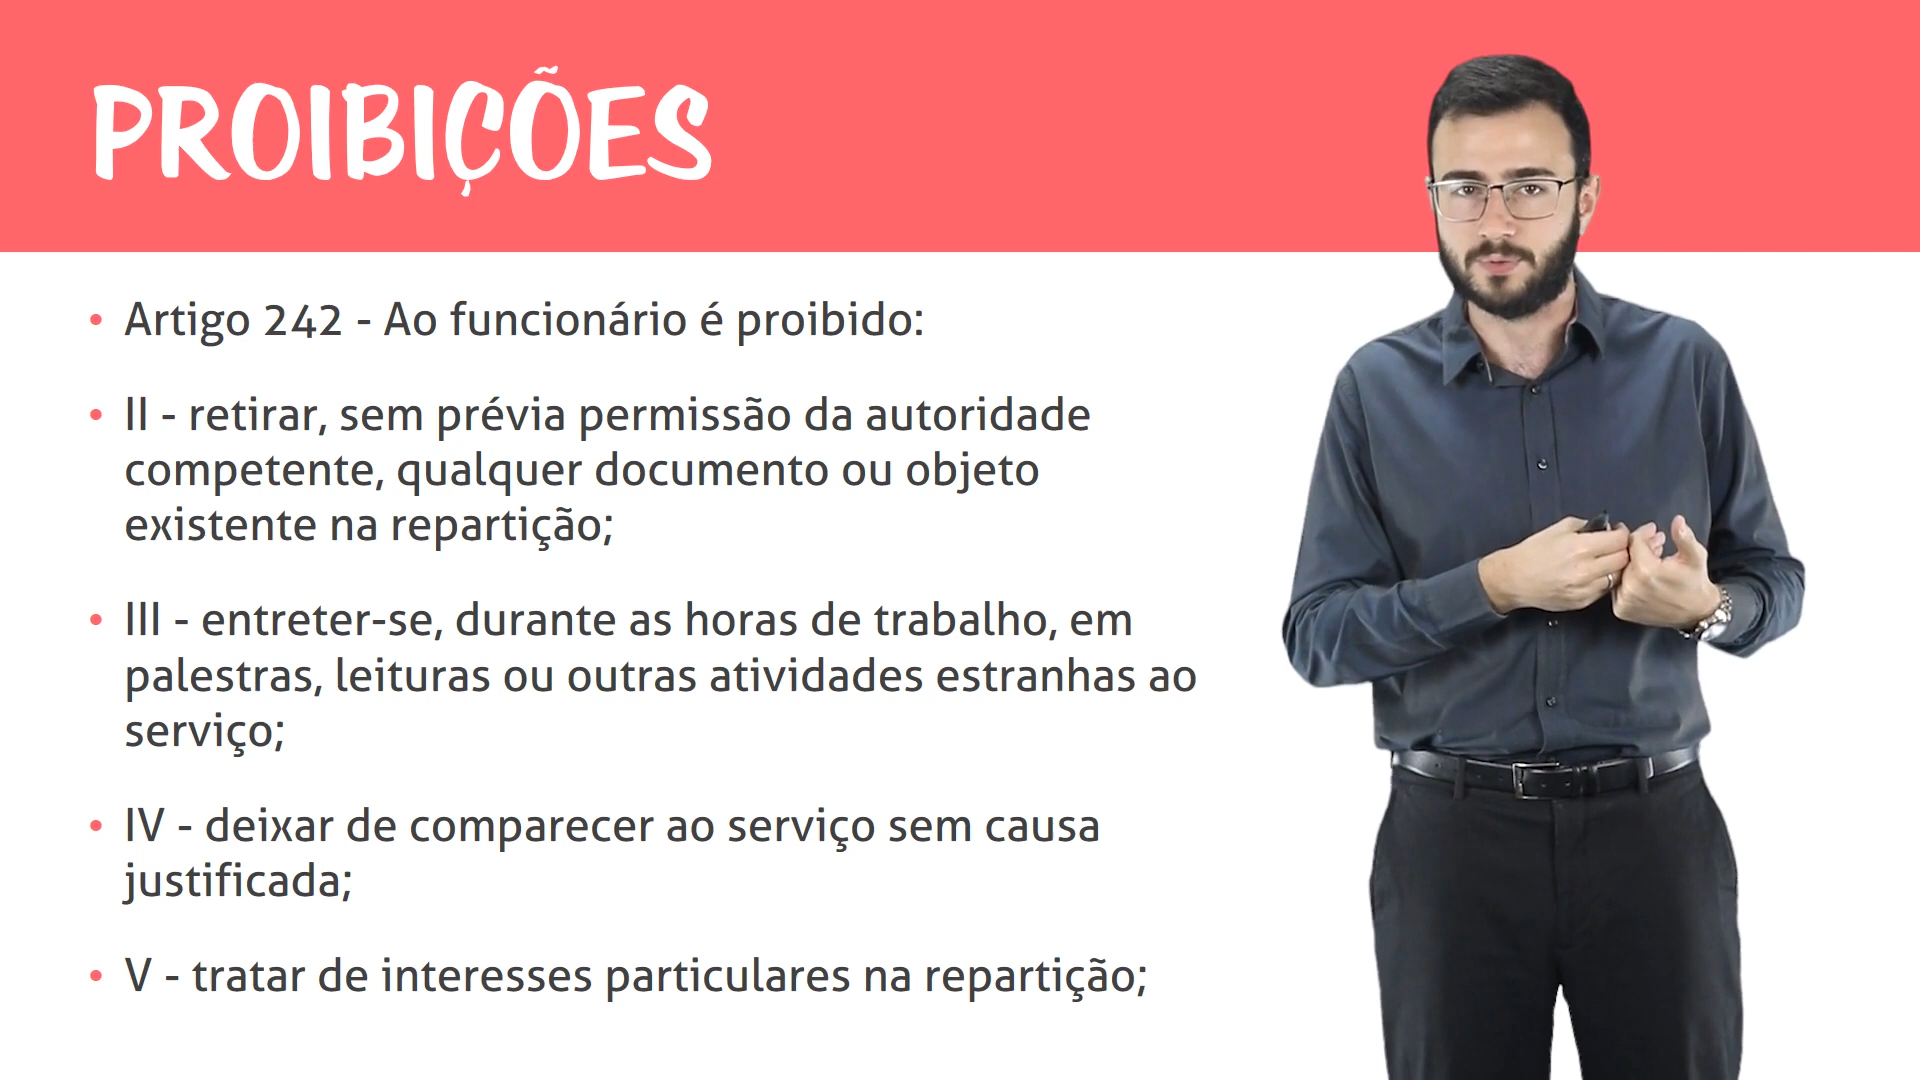 PROIBIÇÕES
• Artigo 242 - Ao funcionário é proibido:
• II - retirar, sem prévia permissão da autoridade
competente, qualquer documento ou objeto
existente na repartição;
• III - entreter-se, durante as horas de trabalho, em
palestras, leituras ou outras atividades estranhas ao
serviço;
• IV - deixar de comparecer ao serviço sem causa
justificada;
• V - tratar de interesses particulares na repartição;